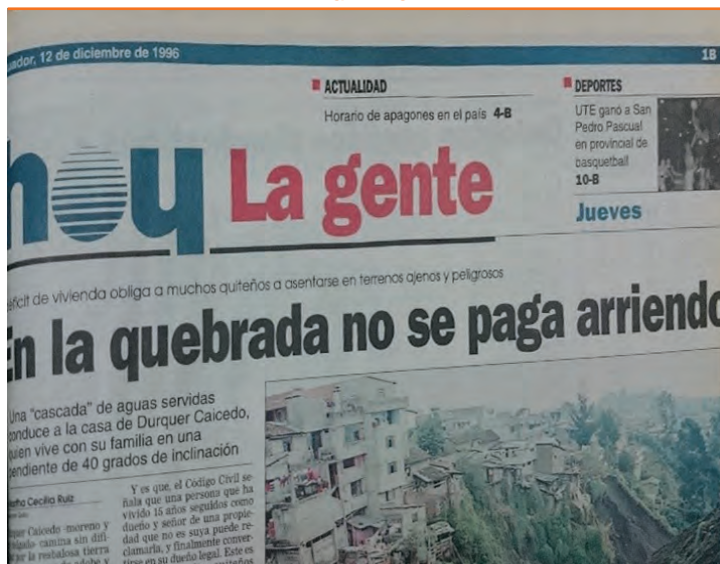 ador, 12 de diciembre de 1996
1B
ACTUALIDAD
Horario de apagones en el país 4-B
DEPORTES
UTE ganó a San
Pedro Pascual
en provincial de
basquetball
10-B
Jueves
hoy La gente
éficit de vivienda obliga a muchos quiteños a asentarse en terrenos ajenos y peligrosos
En la quebrada no se paga arriendo
Una "cascada" de aguas servidas
conduce a la casa de Durquer Caicedo,
quien vive con su familia en una
pendiente de 40 grados de inclinación
Cecilia Ruiz
quer Caicedo moreno y
camina sin difi-
la resbalosa tierra
adobe y
Y es que, el Código Civil se-
ñala que una persona que ha
vivido 15 años seguidos como
dueño y señor de una propie-
dad que no es suya puede re-
clamarla, y finalmente conver-
tirse en su dueño legal. Este es